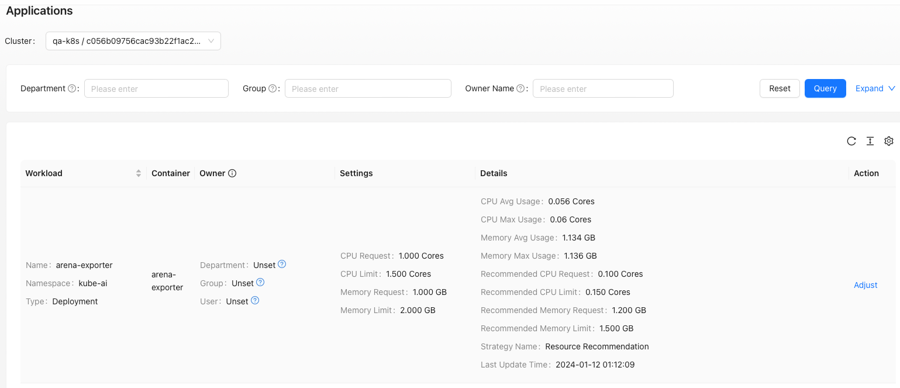 Applications
Cluster: qa-k8s / c056b09756cac93b22f1ac2...
Department : Please enter Group : Please enter Owner Name : Please enter Reset Query Expand
Workload Container Owner Settings Details Action
CPU Avg Usage: 0.056 Cores
CPU Max Usage: 0.06 Cores
Memory Avg Usage: 1.134 GB
Memory Max Usage: 1.136 GB
Recommended CPU Request: 0.100 Cores
Recommended CPU Limit: 0.150 Cores
Recommended Memory Request: 1.200 GB
Recommended Memory Limit: 1.500 GB
Strategy Name: Resource Recommendation
Last Update Time: 2024-01-12 01:12:09
Name: arena-exporter
Namespace: kube-ai
Type: Deployment
arena-
exporter
Department: Unset
Group: Unset
User: Unset
CPU Request: 1.000 Cores
CPU Limit: 1.500 Cores
Memory Request: 1.000 GB
Memory Limit: 2.000 GB
Adjust